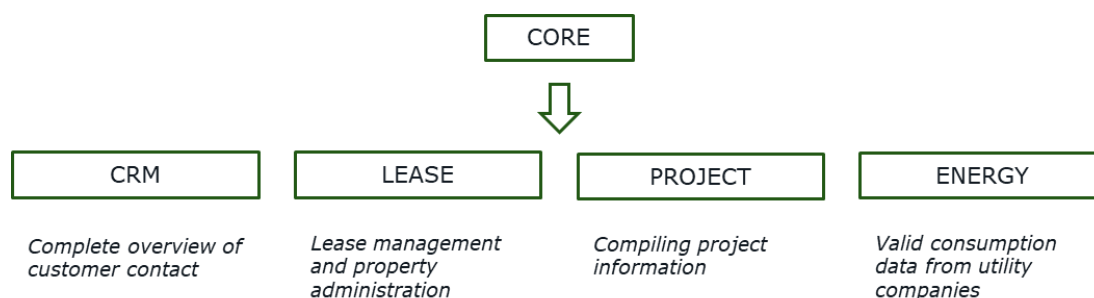 CORE
CRM
LEASE
PROJECT
ENERGY
Complete overview of
customer contact
Lease management
and property
administration
Compiling project
information
Valid consumption
data from utility
companies